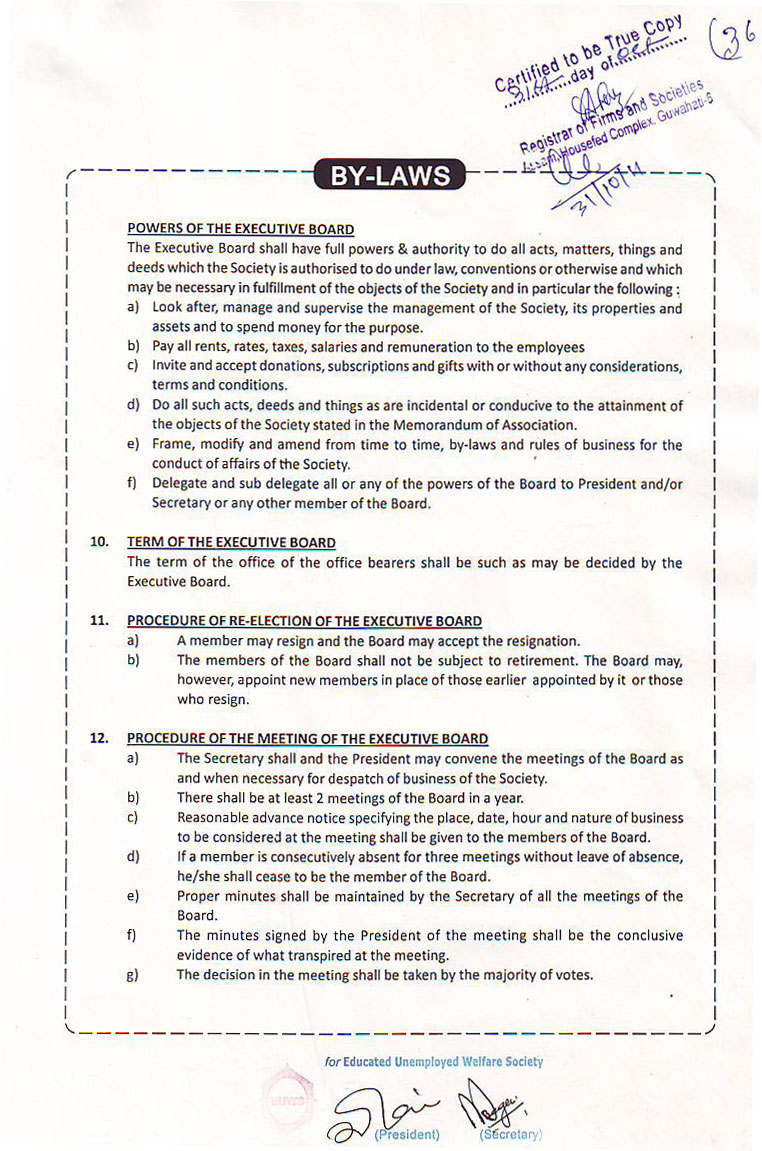 Certified to be True Copy
(36
31st day of Oct
Registrar of Firms and Societies
Assam, Housefed Complex, Guwahati-6
31/10/11
BY-LAWS
POWERS OF THE EXECUTIVE BOARD
The Executive Board shall have full powers & authority to do all acts, matters, things and
deeds which the Society is authorised to do under law, conventions or otherwise and which
may be necessary in fulfillment of the objects of the Society and in particular the following :
a) Look after, manage and supervise the management of the Society, its properties and
assets and to spend money for the purpose.
b) Pay all rents, rates, taxes, salaries and remuneration to the employees
c) Invite and accept donations, subscriptions and gifts with or without any considerations,
terms and conditions.
d) Do all such acts, deeds and things as are incidental or conducive to the attainment of
the objects of the Society stated in the Memorandum of Association.
e) Frame, modify and amend from time to time, by-laws and rules of business for the
conduct of affairs of the Society.
f) Delegate and sub delegate all or any of the powers of the Board to President and/or
Secretary or any other member of the Board.
10. TERM OF THE EXECUTIVE BOARD
The term of the office of the office bearers shall be such as may be decided by the
Executive Board.
11. PROCEDURE OF RE-ELECTION OF THE EXECUTIVE BOARD
a) A member may resign and the Board may accept the resignation.
b) The members of the Board shall not be subject to retirement. The Board may,
however, appoint new members in place of those earlier appointed by it or those
who resign.
12. PROCEDURE OF THE MEETING OF THE EXECUTIVE BOARD
a) The Secretary shall and the President may convene the meetings of the Board as
and when necessary for despatch of business of the Society.
b) There shall be at least 2 meetings of the Board in a year.
c) Reasonable advance notice specifying the place, date, hour and nature of business
to be considered at the meeting shall be given to the members of the Board.
d) If a member is consecutively absent for three meetings without leave of absence,
he/she shall cease to be the member of the Board.
e) Proper minutes shall be maintained by the Secretary of all the meetings of the
Board.
f) The minutes signed by the President of the meeting shall be the conclusive
evidence of what transpired at the meeting.
g) The decision in the meeting shall be taken by the majority of votes.
for Educated Unemployed Welfare Society
EUWS
(President) (Secretary)